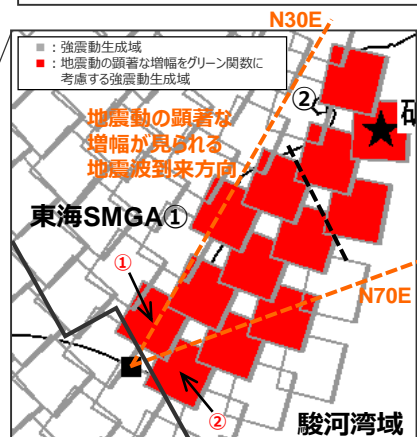 N30E
：強震動生成域
：地震動の顕著な増幅をグリーン関数に
考慮する強震動生成域
②
地震動の顕著な
増幅が見られる
地震波到来方向
東海SMGA①
①
N70E
②
駿河湾域